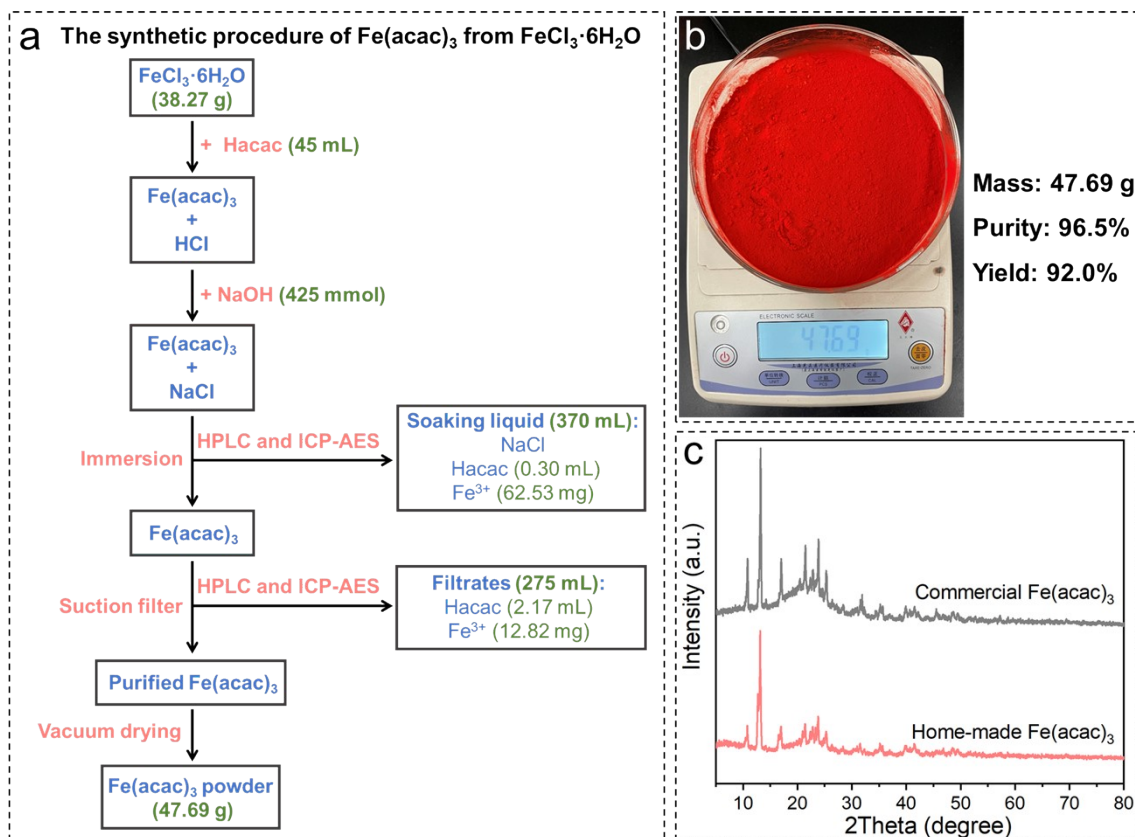 a The synthetic procedure of Fe(acac)₃ from FeCl₃·6H₂O
FeCl₃·6H₂O
(38.27 g)
+ Hacac (45 mL)
Fe(acac)₃
+
HCl
+ NaOH (425 mmol)
Fe(acac)₃
+
NaCl
Immersion
HPLC and ICP-AES
Soaking liquid (370 mL):
NaCl
Hacac (0.30 mL)
Fe³⁺ (62.53 mg)
Fe(acac)₃
Suction filter
HPLC and ICP-AES
Filtrates (275 mL):
Hacac (2.17 mL)
Fe³⁺ (12.82 mg)
Purified Fe(acac)₃
Vacuum drying
Fe(acac)₃ powder
(47.69 g)
b
ELECTRONIC SCALE
47.69
Mass: 47.69 g
Purity: 96.5%
Yield: 92.0%
c
Intensity (a.u.)
Commercial Fe(acac)₃
Home-made Fe(acac)₃
10 20 30 40 50 60 70 80
2Theta (degree)